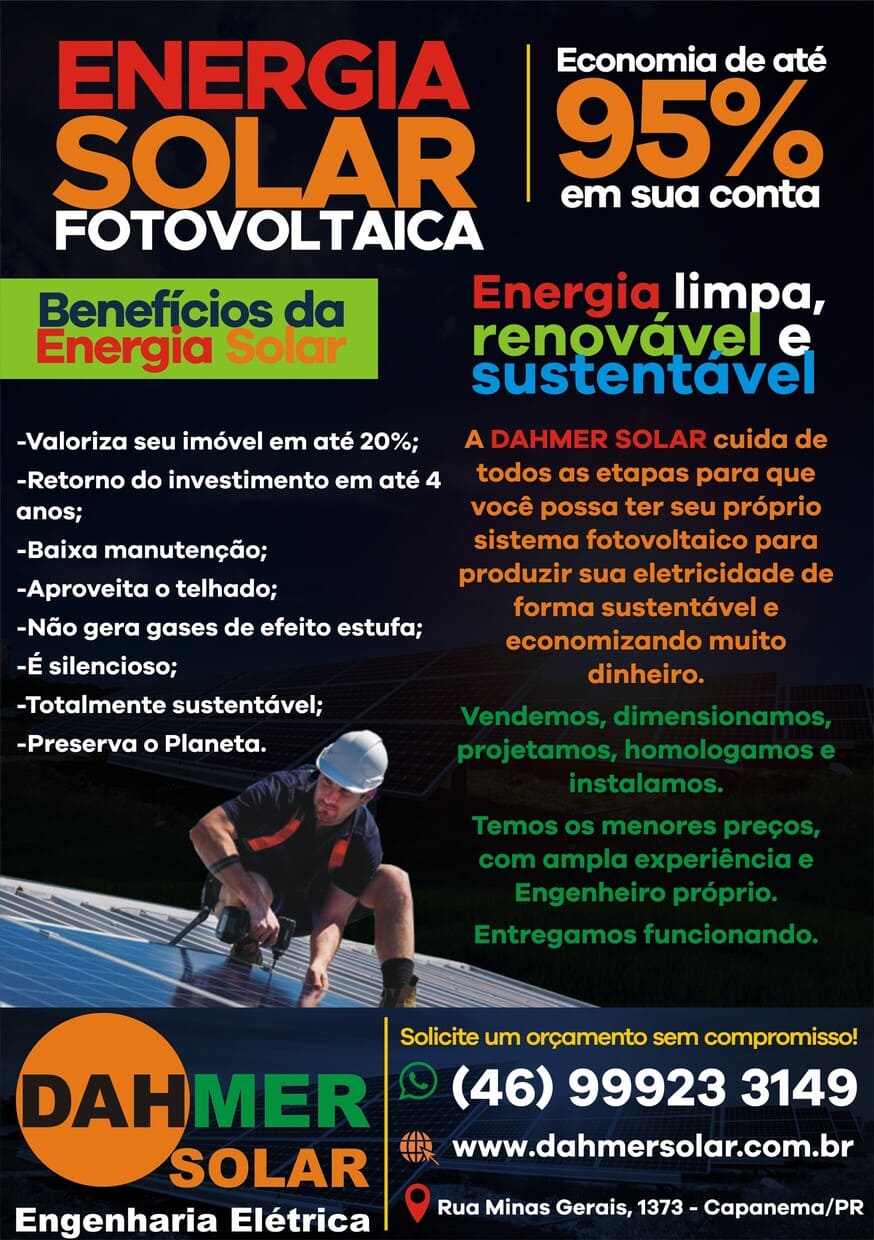 ENERGIA
SOLAR
FOTOVOLTAICA
Economia de até
95%
em sua conta
Benefícios da
Energia Solar
-Valoriza seu imóvel em até 20%;
-Retorno do investimento em até 4
anos;
-Baixa manutenção;
-Aproveita o telhado;
-Não gera gases de efeito estufa;
-É silencioso;
-Totalmente sustentável;
-Preserva o Planeta.
Energia limpa,
renovável e
sustentável
A DAHMER SOLAR cuida de
todos as etapas para que
você possa ter seu próprio
sistema fotovoltaico para
produzir sua eletricidade de
forma sustentável e
economizando muito
dinheiro.
Vendemos, dimensionamos,
projetamos, homologamos e
instalamos.
Temos os menores preços,
com ampla experiência e
Engenheiro próprio.
Entregamos funcionando.
DAHMER
SOLAR
Engenharia Elétrica
Solicite um orçamento sem compromisso!
(46) 99923 3149
www.dahmersolar.com.br
Rua Minas Gerais, 1373 - Capanema/PR